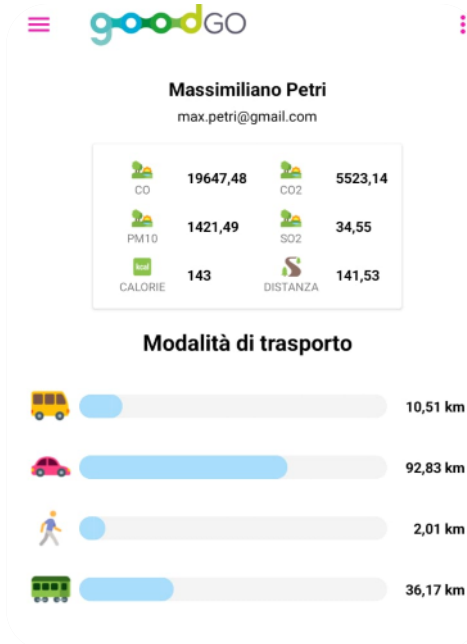 goodGO
Massimiliano Petri
max.petri@gmail.com
CO 19647,48 CO2 5523,14
PM10 1421,49 SO2 34,55
kcal
CALORIE 143 DISTANZA 141,53
Modalità di trasporto
10,51 km
92,83 km
2,01 km
36,17 km